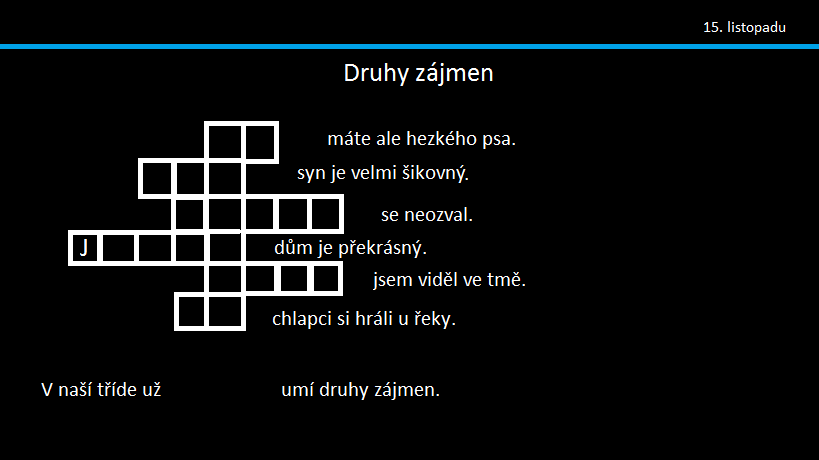 15. listopadu
Druhy zájmen
máte ale hezkého psa.
syn je velmi šikovný.
se neozval.
J
dům je překrásný.
jsem viděl ve tmě.
chlapci si hráli u řeky.
V naší tříde už umí druhy zájmen.